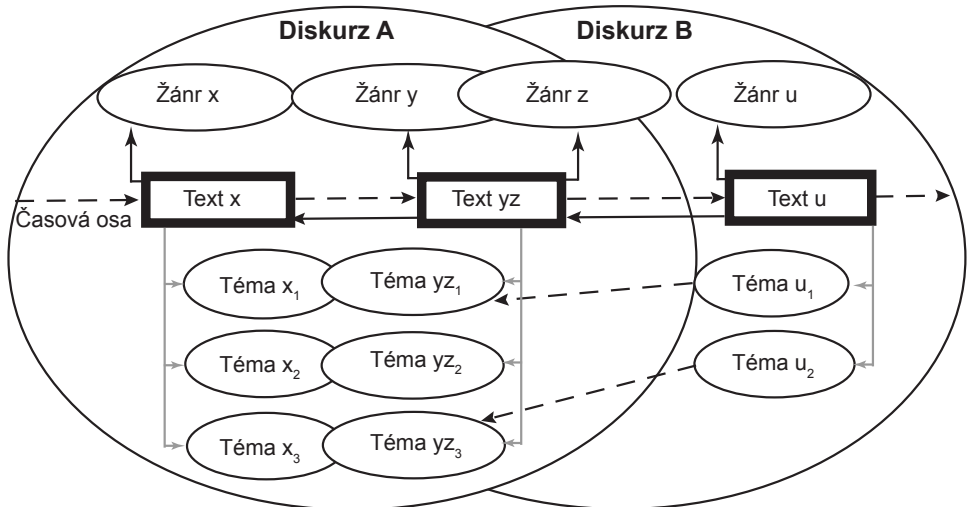 Diskurz A
Diskurz B
Žánr x
Žánr y
Žánr z
Žánr u
Text x
Text yz
Text u
Časová osa
Téma x₁
Téma yz₁
Téma u₁
Téma x₂
Téma yz₂
Téma u₂
Téma x₃
Téma yz₃